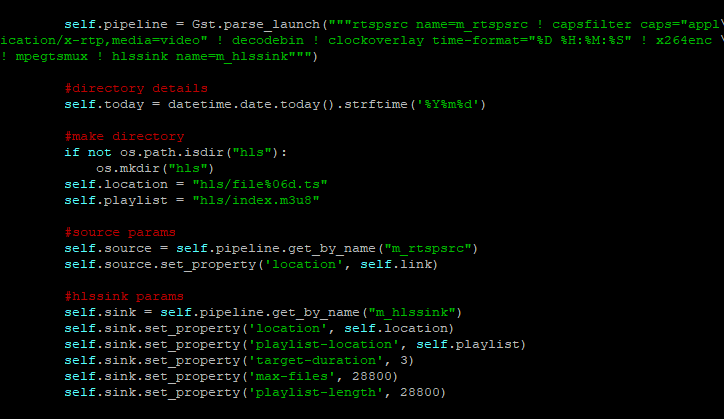 self.pipeline = Gst.parse_launch("""rtspsrc name=m_rtspsrc ! capsfilter caps="appl\
ication/x-rtp,media=video" ! decodebin ! clockoverlay time-format="%D %H:%M:%S" ! x264enc \
! mpegtsmux ! hlssink name=m_hlssink""")
#directory details
self.today = datetime.date.today().strftime('%Y%m%d')
#make directory
if not os.path.isdir("hls"):
os.mkdir("hls")
self.location = "hls/file%06d.ts"
self.playlist = "hls/index.m3u8"
#source params
self.source = self.pipeline.get_by_name("m_rtspsrc")
self.source.set_property('location', self.link)
#hlssink params
self.sink = self.pipeline.get_by_name("m_hlssink")
self.sink.set_property('location', self.location)
self.sink.set_property('playlist-location', self.playlist)
self.sink.set_property('target-duration', 3)
self.sink.set_property('max-files', 28800)
self.sink.set_property('playlist-length', 28800)